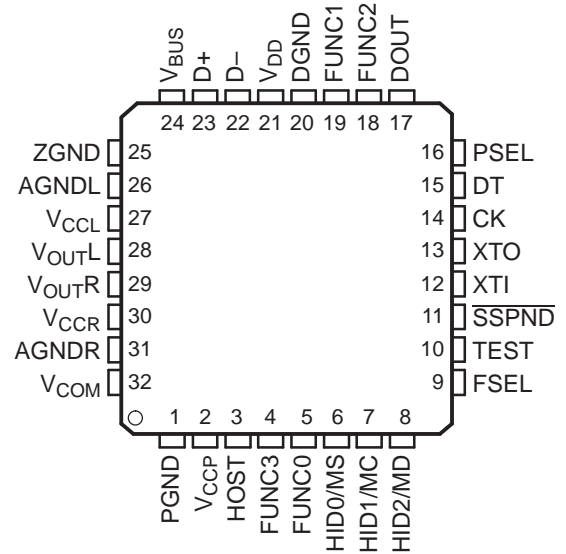 VBUS
D+
D–
VDD
DGND
FUNC1
FUNC2
DOUT
24 23 22 21 20 19 18 17
ZGND 25
AGNDL 26
VCCL 27
VOUTL 28
VOUTR 29
VCCR 30
AGNDR 31
VCOM 32
16 PSEL
15 DT
14 CK
13 XTO
12 XTI
11 SSPND
10 TEST
9 FSEL
1 2 3 4 5 6 7 8
PGND
VCCP
HOST
FUNC3
FUNC0
HID0/MS
HID1/MC
HID2/MD